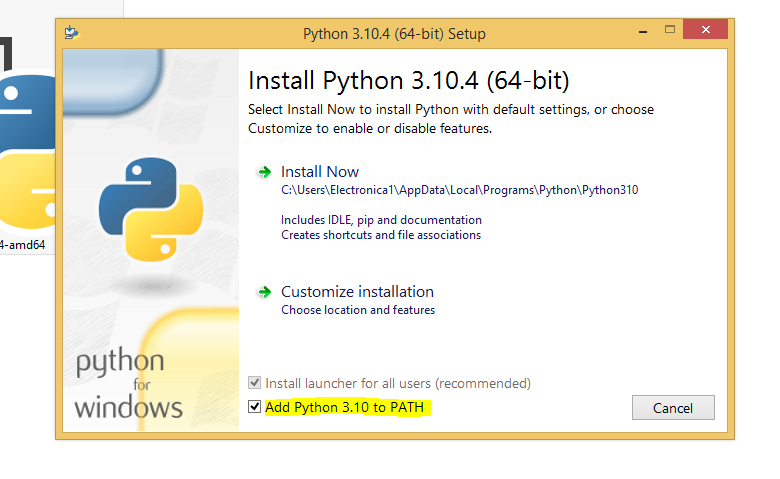 Python 3.10.4 (64-bit) Setup
Install Python 3.10.4 (64-bit)
Select Install Now to install Python with default settings, or choose
Customize to enable or disable features.
Install Now
C:\Users\Electronica1\AppData\Local\Programs\Python\Python310
Includes IDLE, pip and documentation
Creates shortcuts and file associations
4-amd64
Customize installation
Choose location and features
python
for
windows
Install launcher for all users (recommended)
Add Python 3.10 to PATH
Cancel